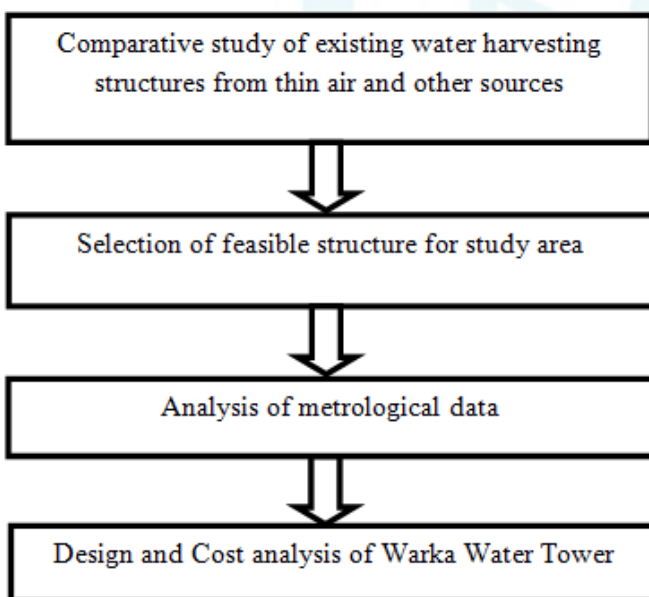 Comparative study of existing water harvesting
structures from thin air and other sources
Selection of feasible structure for study area
Analysis of metrological data
Design and Cost analysis of Warka Water Tower